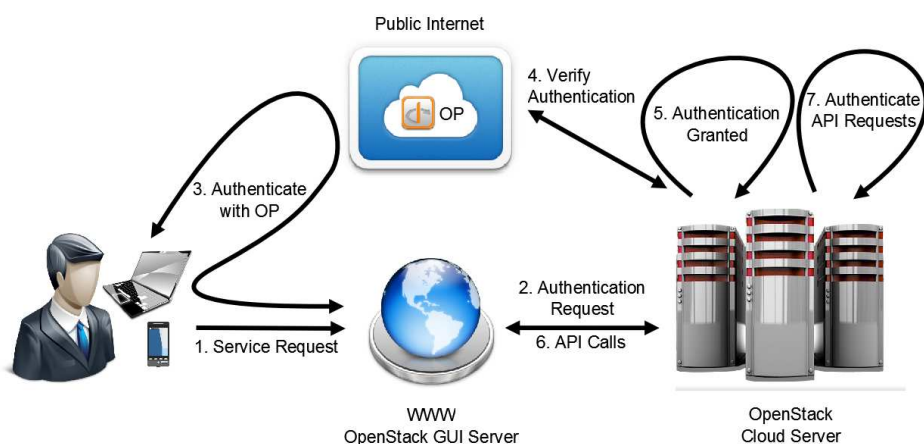 Public Internet
OP
4. Verify
Authentication
5. Authentication
Granted
7. Authenticate
API Requests
3. Authenticate
with OP
1. Service Request
2. Authentication
Request
6. API Calls
WWW
OpenStack GUI Server
OpenStack
Cloud Server